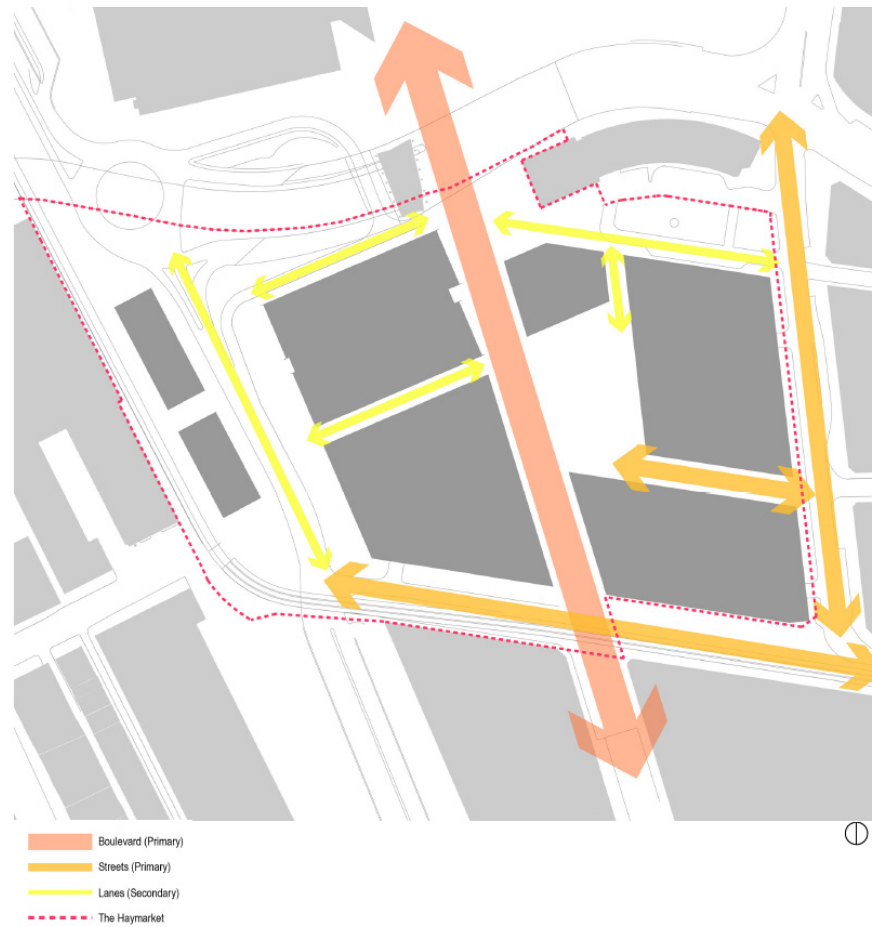 Boulevard (Primary)
Streets (Primary)
Lanes (Secondary)
The Haymarket